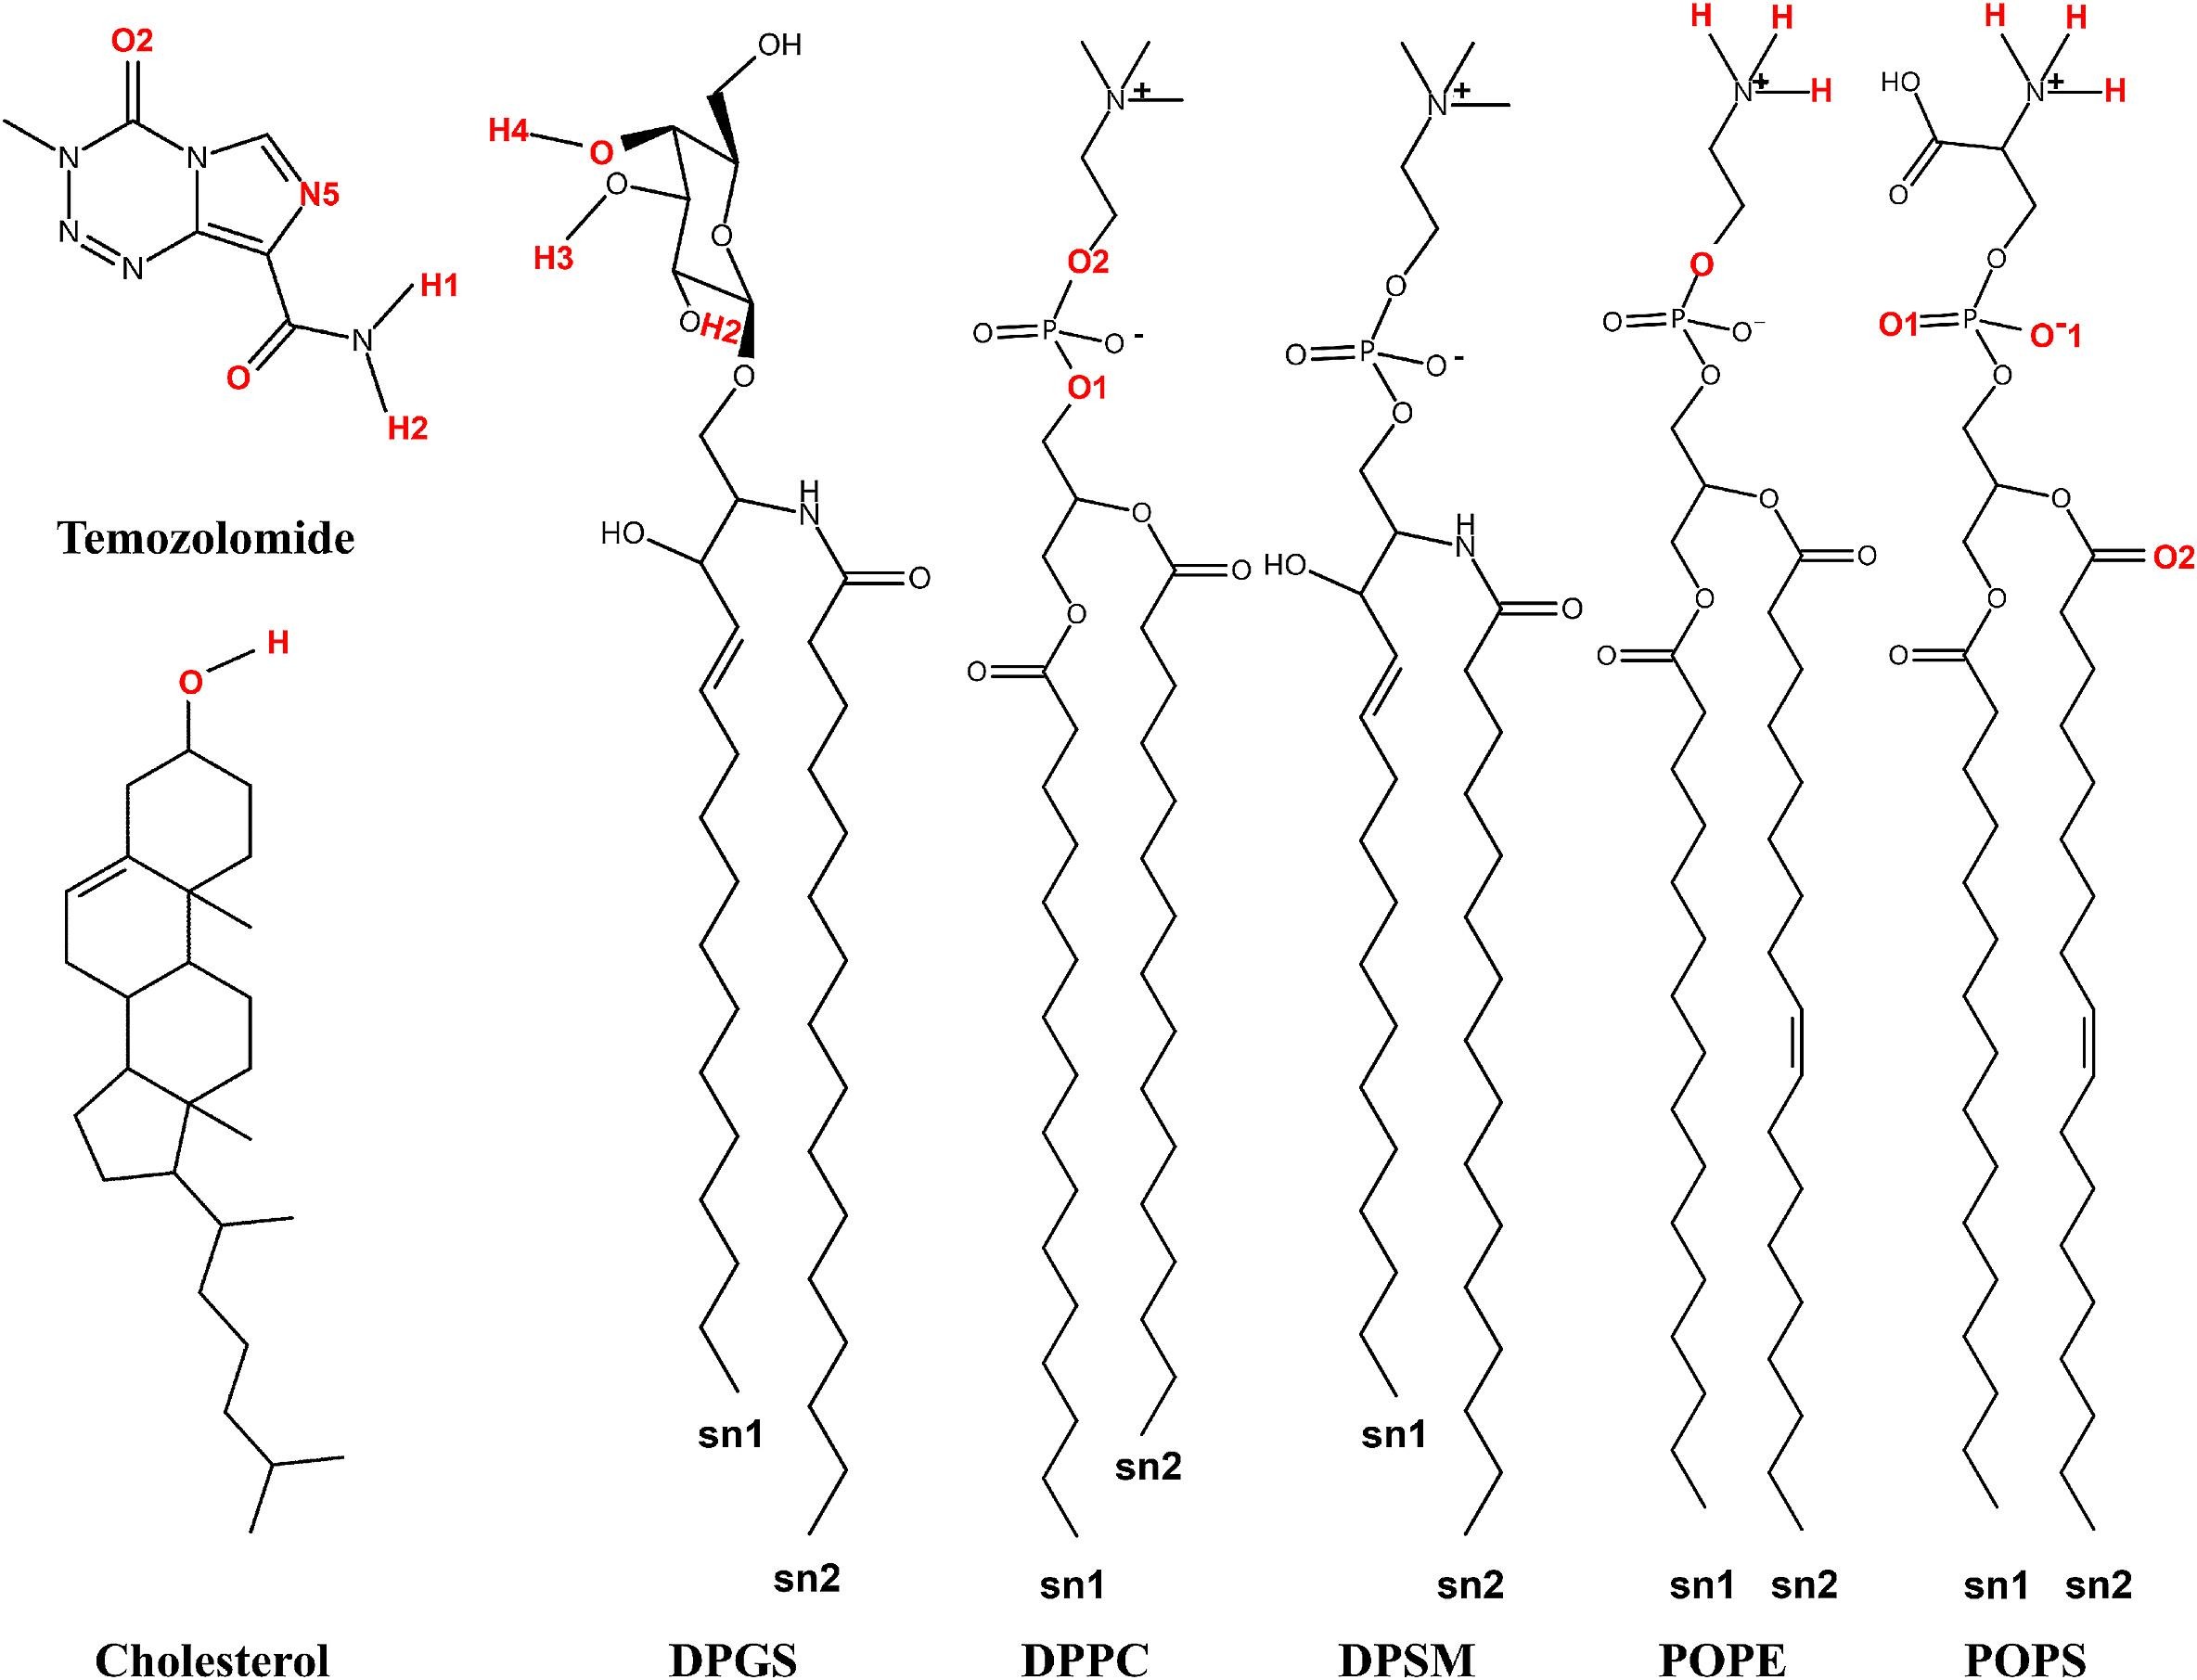 O2
N
N
N5
N
N
H1
N
O
H2
Temozolomide
H
O
Cholesterol
OH
H4
O
O
H3
O
OH2
O
H
N
HO
O
sn1
sn2
DPGS
N+
O2
O=P
O-
O1
O
O
O
O
sn2
sn1
DPPC
N+
O
O
P
O-
O
H
N
HO
O
sn1
sn2
DPSM
H H
N+ H
O
O
P
O-
O
O
O
O
O
sn1 sn2
POPE
H H
HO
N+ H
O
O
O1
P
O-1
O
O
O2
O
O
sn1 sn2
POPS